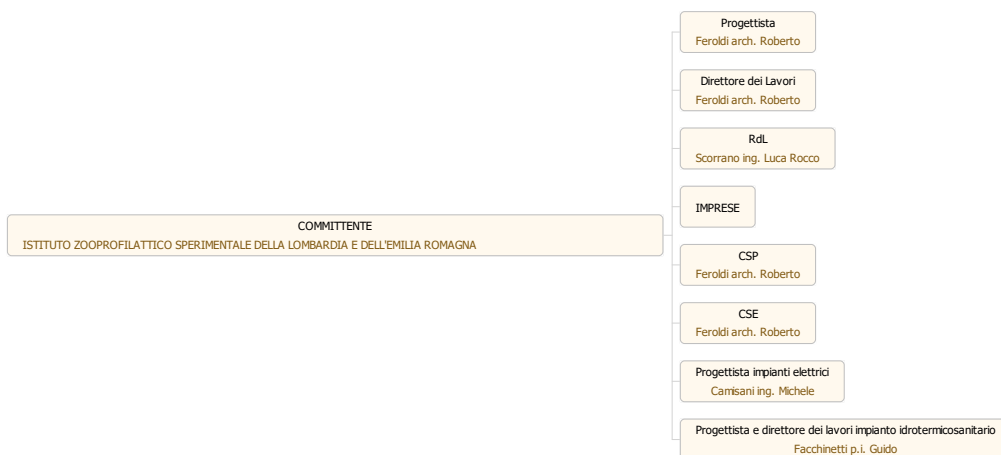 Progettista
Feroldi arch. Roberto
Direttore dei Lavori
Feroldi arch. Roberto
RdL
Scorrano ing. Luca Rocco
COMMITTENTE
ISTITUTO ZOOPROFILATTICO SPERIMENTALE DELLA LOMBARDIA E DELL'EMILIA ROMAGNA
IMPRESE
CSP
Feroldi arch. Roberto
CSE
Feroldi arch. Roberto
Progettista impianti elettrici
Camisani ing. Michele
Progettista e direttore dei lavori impianto idrotermicosanitario
Facchinetti p.i. Guido